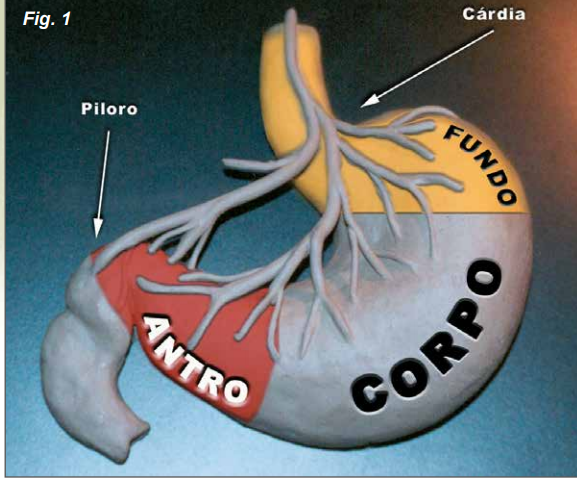 Fig. 1
Cárdia
Piloro
FUNDO
CORPO
ANTRO